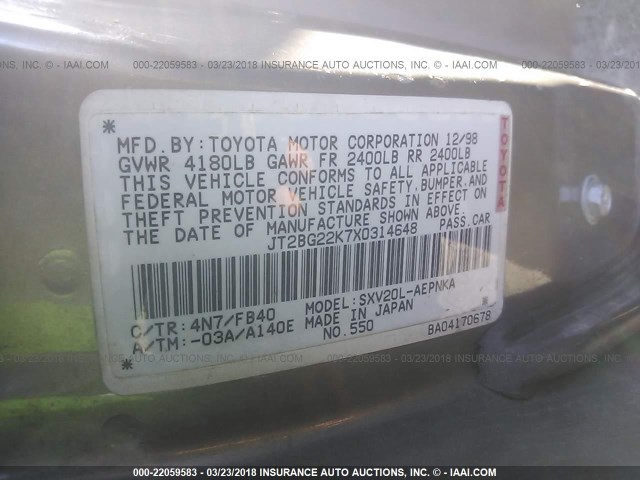 000-22059583 - 03/23/2018 INSURANCE AUTO AUCTIONS, INC. - © IAAI.COM
MFD.BY:TOYOTA MOTOR CORPORATION 12/98
GVWR 4180LB GAWR FR 2400LB RR 2400LB
THIS VEHICLE CONFORMS TO ALL APPLICABLE
FEDERAL MOTOR VEHICLE SAFETY,BUMPER,AND
THEFT PREVENTION STANDARDS IN EFFECT ON
THE DATE OF MANUFACTURE SHOWN ABOVE.
JT2BG22K7X0314648 PASS.CAR
TOYOTA
C/TR:4N7/FB40 MODEL:SXV20L-AEPNKA
A/TM:-03A/A140E MADE IN JAPAN
NO.550 BA04170678
000-22059583 - 03/23/2018 INSURANCE AUTO AUCTIONS, INC. - © IAAI.COM